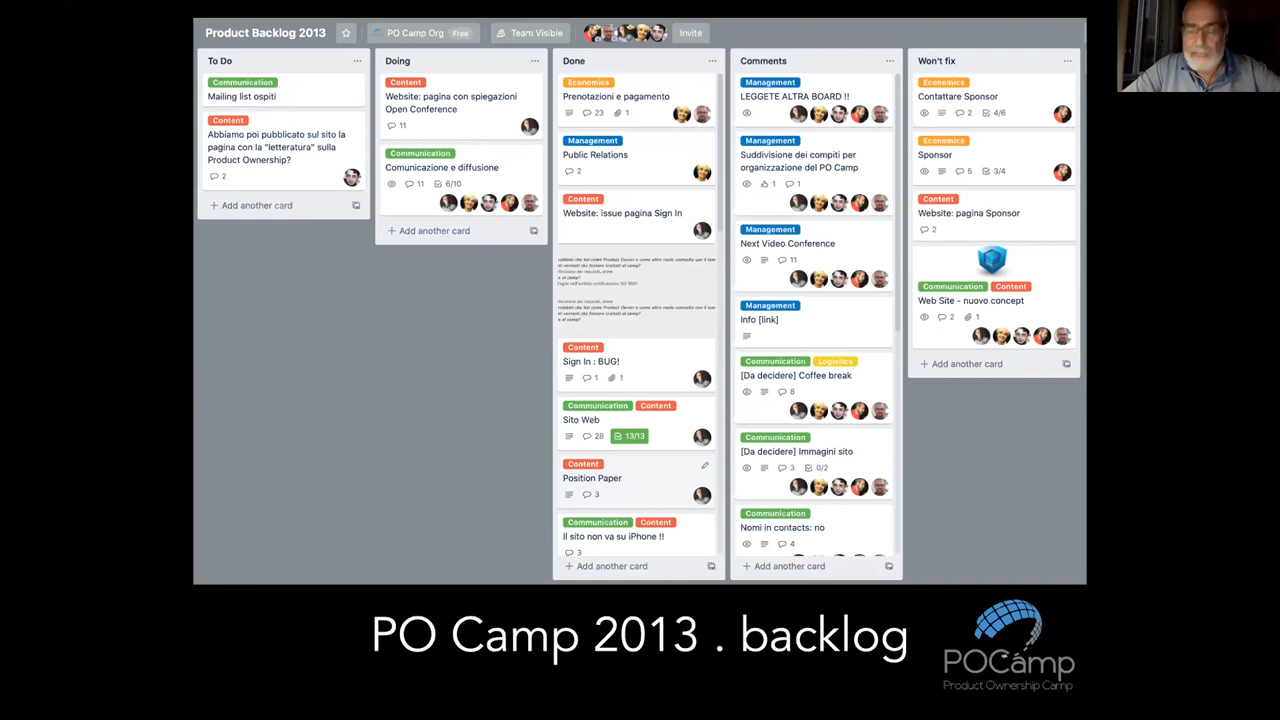 Product Backlog 2013
PO Camp Org Free
Team Visible
Invite
To Do
Communication
Mailing list ospiti
Content
Abbiamo poi pubblicato sul sito la
pagina con la "letteratura" sulla
Product Ownership?
2
+ Add another card
Doing
Content
Website: pagina con spiegazioni
Open Conference
11
Communication
Comunicazione e diffusione
11 6/10
+ Add another card
Done
Economics
Prenotazioni e pagamento
23 1
Management
Public Relations
2
Content
Website: issue pagina Sign In
Content
Sign In : BUG!
1 1
Communication Content
Sito Web
28 13/13
Content
Position Paper
3
Communication Content
Il sito non va su iPhone !!
3
+ Add another card
Comments
Management
LEGGETE ALTRA BOARD !!
Management
Suddivisione dei compiti per
organizzazione del PO Camp
1 1
Management
Next Video Conference
11
Management
Info [link]
Communication Logistics
[Da decidere] Coffee break
8
Communication
[Da decidere] Immagini sito
3 0/2
Communication
Nomi in contacts: no
4
+ Add another card
Won't fix
Economics
Contattare Sponsor
2 4/6
Economics
Sponsor
5 3/4
Content
Website: pagina Sponsor
2
Communication Content
Web Site - nuovo concept
2 1
+ Add another card
PO Camp 2013 . backlog
POCamp
Product Ownership Camp